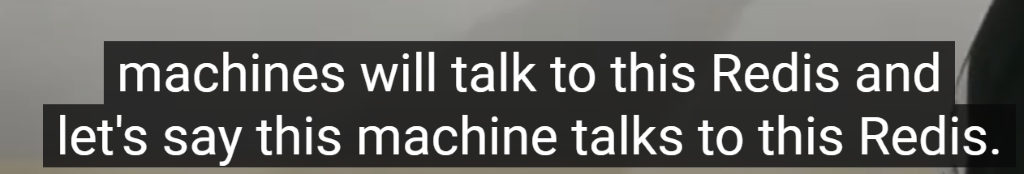 machines will talk to this Redis and
let's say this machine talks to this Redis.